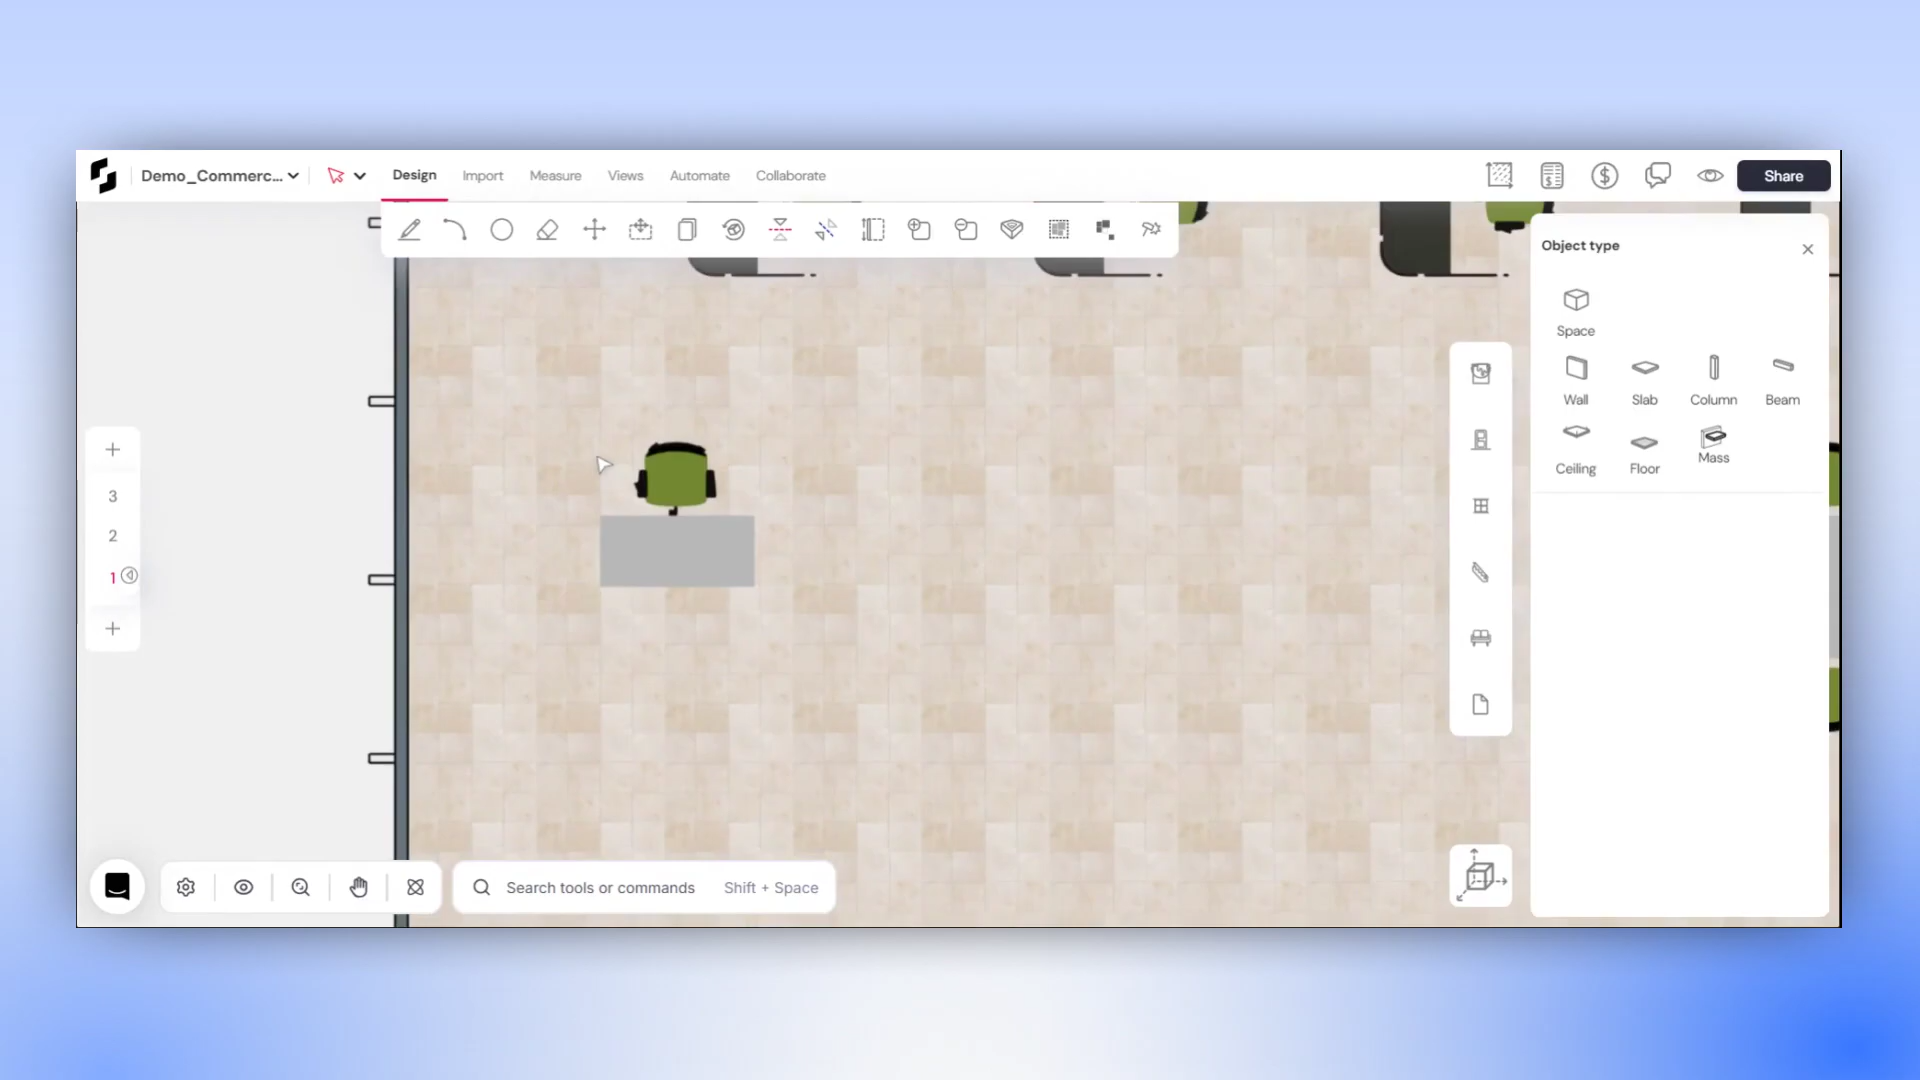 Demo_Commerc...
Design
Import
Measure
Views
Automate
Collaborate
Share
Object type
Space
Wall
Slab
Column
Beam
Ceiling
Floor
Mass
3
2
1
Search tools or commands
Shift + Space